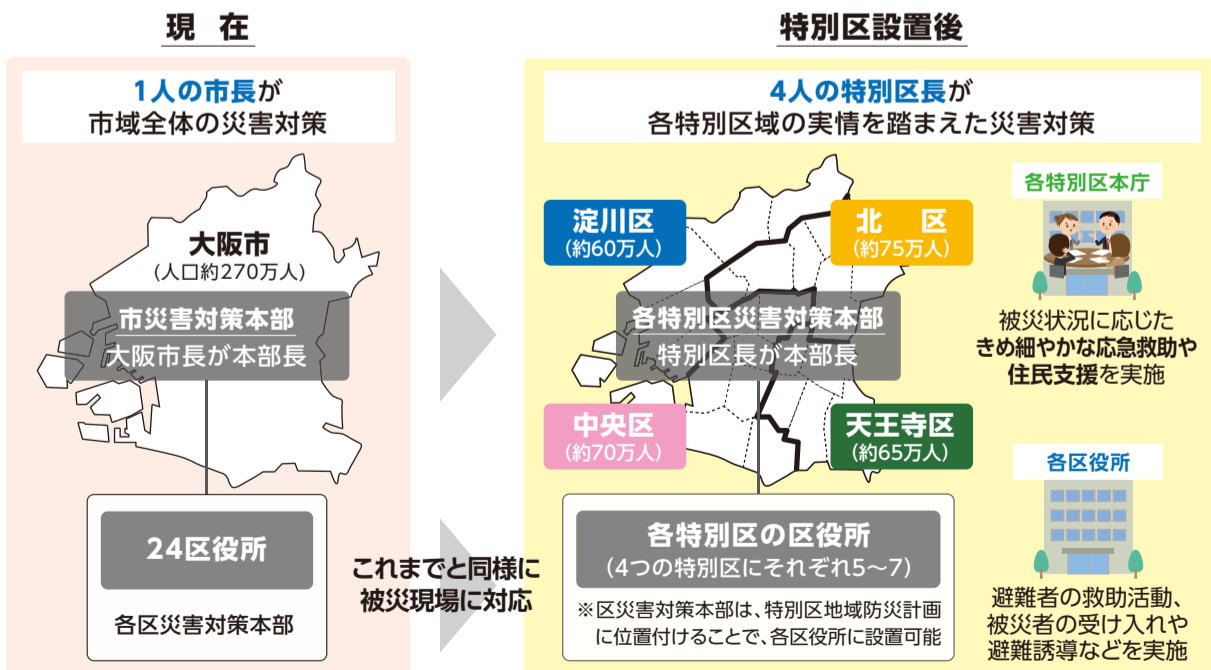 現 在
1人の市長が
市域全体の災害対策
大阪市
(人口約270万人)
市災害対策本部
大阪市長が本部長
24区役所
各区災害対策本部
これまでと同様に
被災現場に対応
特別区設置後
4人の特別区長が
各特別区域の実情を踏まえた災害対策
淀川区
(約60万人)
北 区
(約75万人)
各特別区災害対策本部
特別区長が本部長
中央区
(約70万人)
天王寺区
(約65万人)
各特別区の区役所
(4つの特別区にそれぞれ5〜7)
※区災害対策本部は、特別区地域防災計画
に位置付けることで、各区役所に設置可能
各特別区本庁
被災状況に応じた
きめ細やかな応急救助や
住民支援を実施
各区役所
避難者の救助活動、
被災者の受け入れや
避難誘導などを実施